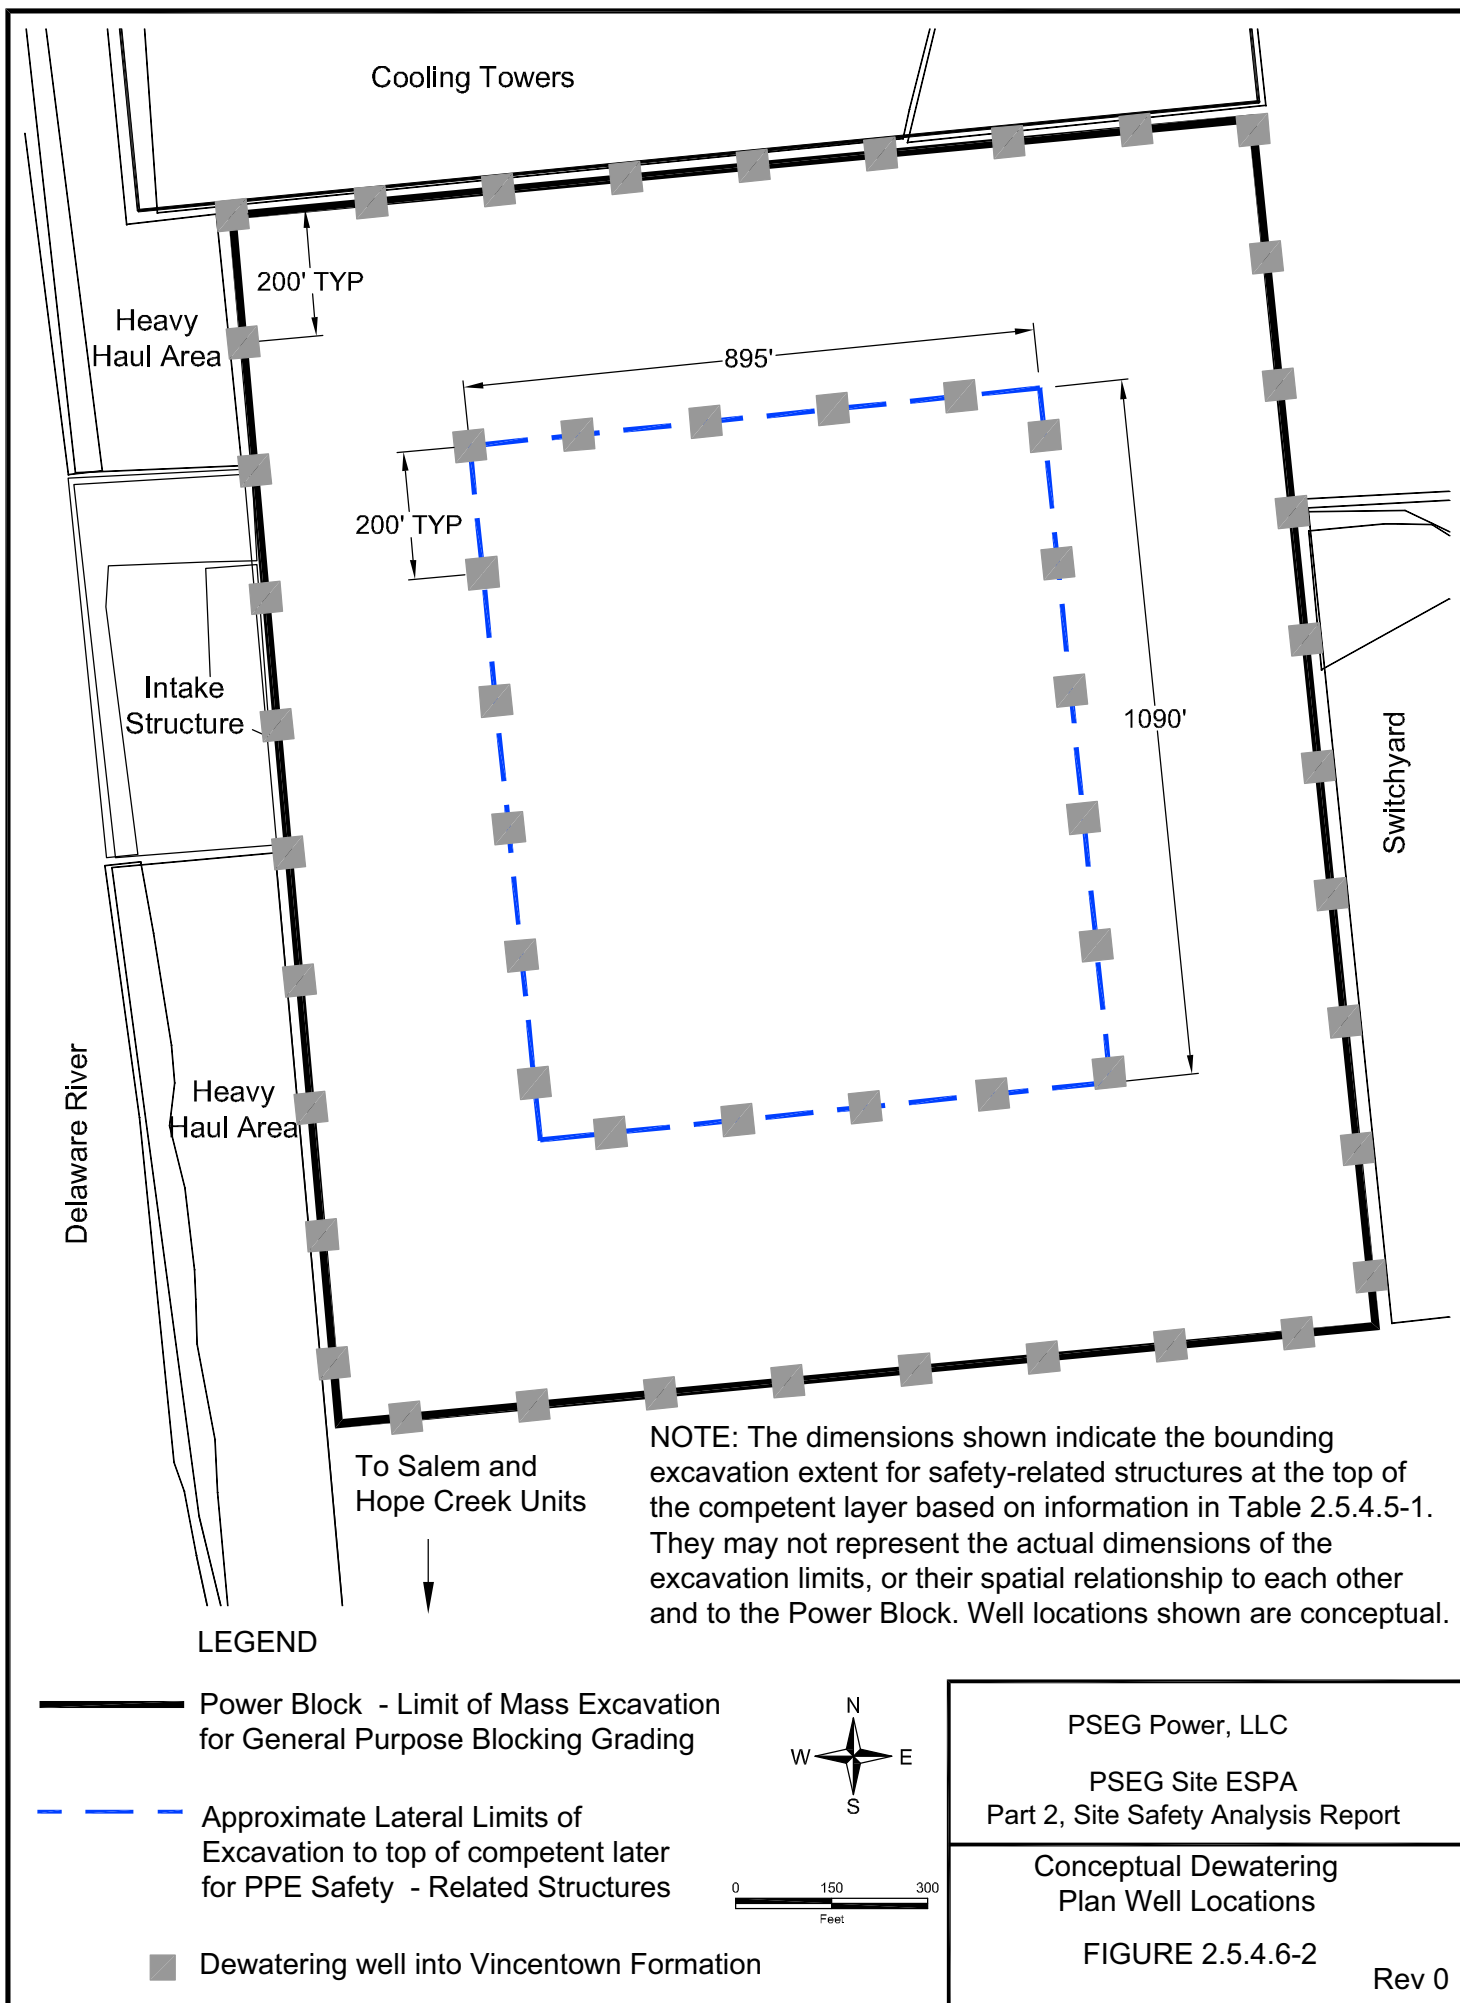 Cooling Towers
200' TYP
Heavy
Haul Area
895'
200' TYP
Intake
Structure
1090'
Switchyard
Delaware River
Heavy
Haul Area
To Salem and
Hope Creek Units
NOTE: The dimensions shown indicate the bounding
excavation extent for safety-related structures at the top of
the competent layer based on information in Table 2.5.4.5-1.
They may not represent the actual dimensions of the
excavation limits, or their spatial relationship to each other
and to the Power Block. Well locations shown are conceptual.
LEGEND
Power Block - Limit of Mass Excavation
for General Purpose Blocking Grading
Approximate Lateral Limits of
Excavation to top of competent later
for PPE Safety - Related Structures
Dewatering well into Vincentown Formation
N
W E
S
0 150 300
Feet
PSEG Power, LLC
PSEG Site ESPA
Part 2, Site Safety Analysis Report
Conceptual Dewatering
Plan Well Locations
FIGURE 2.5.4.6-2
Rev 0